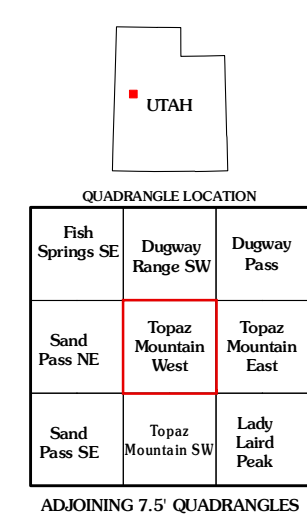 UTAH
QUADRANGLE LOCATION
Fish
Springs SE
Dugway
Range SW
Dugway
Pass
Sand
Pass NE
Topaz
Mountain
West
Topaz
Mountain
East
Sand
Pass SE
Topaz
Mountain SW
Lady
Laird
Peak
ADJOINING 7.5' QUADRANGLES